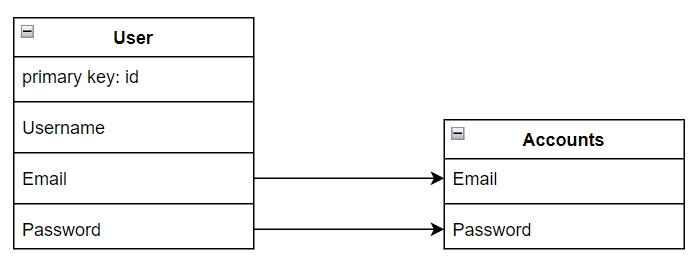 User
primary key: id
Username
Email
Password
Accounts
Email
Password